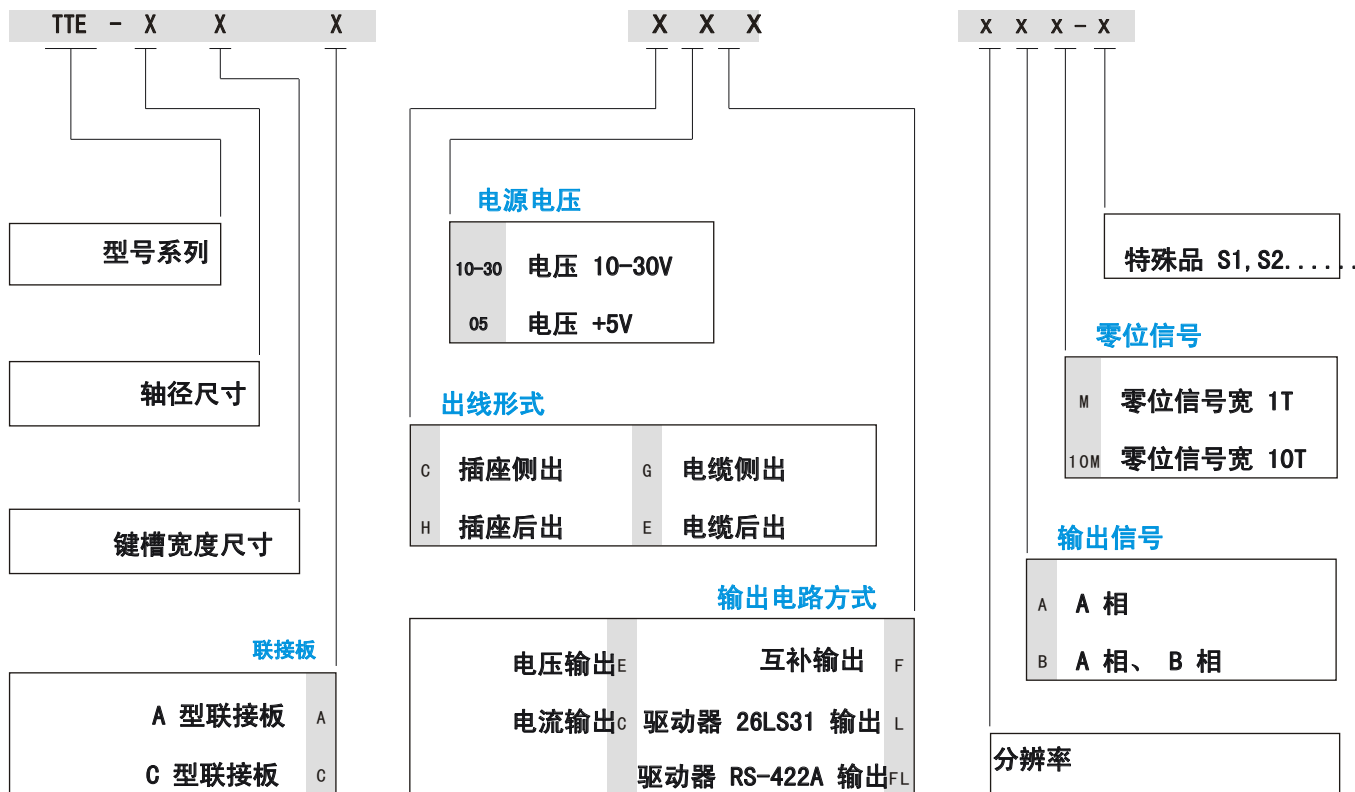 TTE - X X X X X X X X X - X
电源电压
10-30 电压 10-30V
05 电压 +5V
型号系列
特殊品 S1,S2......
零位信号
M 零位信号宽 1T
10M 零位信号宽 10T
轴径尺寸
出线形式
C 插座侧出 G 电缆侧出
H 插座后出 E 电缆后出
键槽宽度尺寸
输出信号
A A 相
B A 相、 B 相
输出电路方式
电压输出 E 互补输出 F
电流输出 C 驱动器 26LS31 输出 L
驱动器 RS-422A 输出 FL
联接板
A 型联接板 A
C 型联接板 C
分辨率